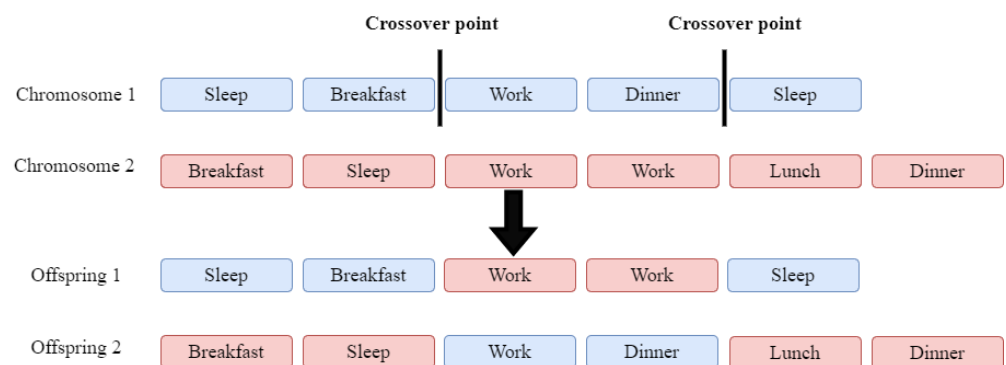 Crossover point Crossover point
Chromosome 1 Sleep Breakfast Work Dinner Sleep
Chromosome 2 Breakfast Sleep Work Work Lunch Dinner
Offspring 1 Sleep Breakfast Work Work Sleep
Offspring 2 Breakfast Sleep Work Dinner Lunch Dinner